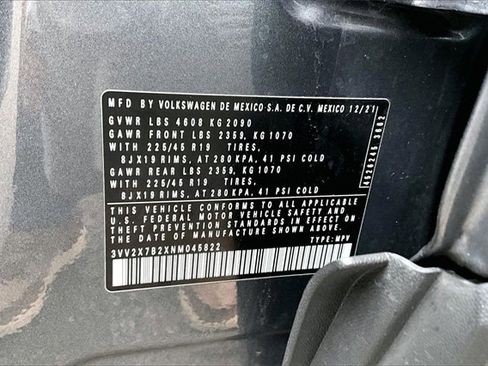 MFD BY VOLKSWAGEN DE MEXICO S.A. DE C.V. MEXICO 12/21
GVWR LBS 4608 KG 2090
GAWR FRONT LBS 2359, KG 1070
WITH 225/45 R19 TIRES,
8JX19 RIMS, AT 280 KPA, 41 PSI COLD
GAWR REAR LBS 2359, KG 1070
WITH 225/45 R19 TIRES,
8JX19 RIMS, AT 280 KPA, 41 PSI COLD
THIS VEHICLE CONFORMS TO ALL APPLICABLE
U.S. FEDERAL MOTOR VEHICLE SAFETY AND
THEFT PREVENTION STANDARDS IN EFFECT ON
THE DATE OF MANUFACTURE SHOWN ABOVE.
3VV2X7B2XNM045822 TYPE: MPV
4526245 3662